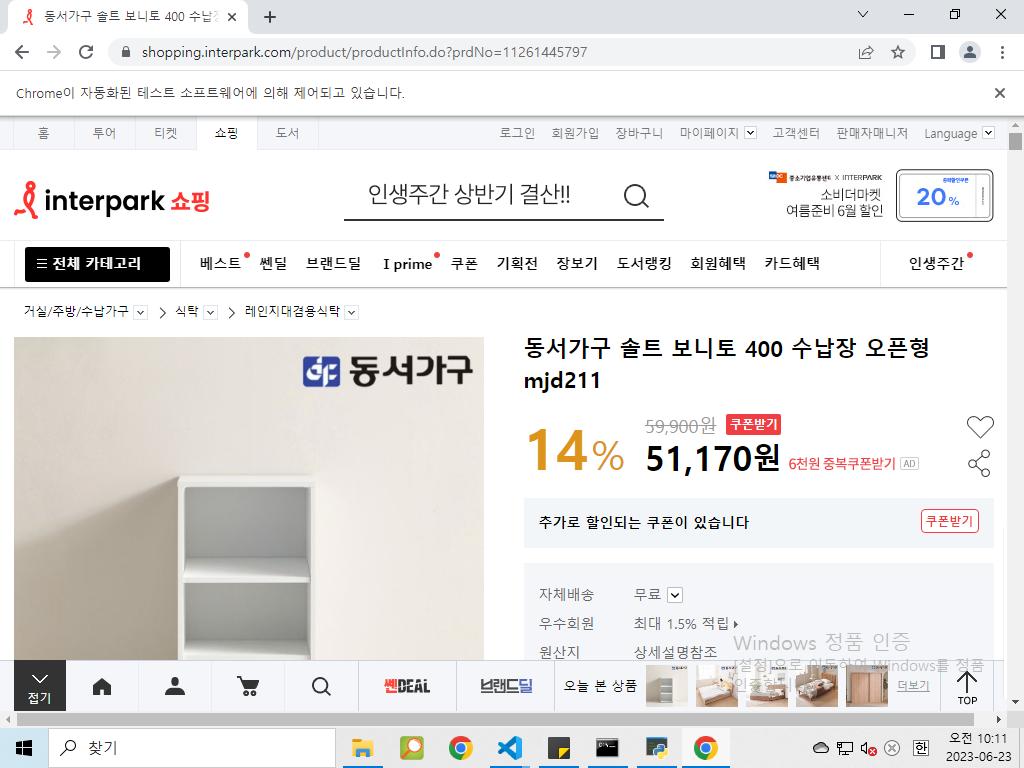 동서가구 솔트 보니토 400 수납장
shopping.interpark.com/product/productInfo.do?prdNo=11261445797
Chrome이 자동화된 테스트 소프트웨어에 의해 제어되고 있습니다.
홈 투어 티켓 쇼핑 도서 로그인 회원가입 장바구니 마이페이지 고객센터 판매자매니저 Language
interpark 쇼핑
인생주간 상반기 결산!!
중소기업유통센터 X INTERPARK
소비더마켓
여름준비 6월 할인
20%
전체 카테고리 베스트 쎈딜 브랜드딜 I prime 쿠폰 기획전 장보기 도서랭킹 회원혜택 카드혜택 인생주간
거실/주방/수납가구 식탁 레인지대겸용식탁
동서가구
동서가구 솔트 보니토 400 수납장 오픈형
mjd211
14%
59,900원 쿠폰받기
51,170원 6천원 중복쿠폰받기 AD
추가로 할인되는 쿠폰이 있습니다 쿠폰받기
자체배송 무료
우수회원 최대 1.5% 적립
원산지 상세설명참조
Windows 정품 인증
[설정]으로 이동하여 Windows를 정품
인증합니다
접기
쎈DEAL
브랜드딜
오늘 본 상품
더보기
TOP
찾기
한
오전 10:11
2023-06-23